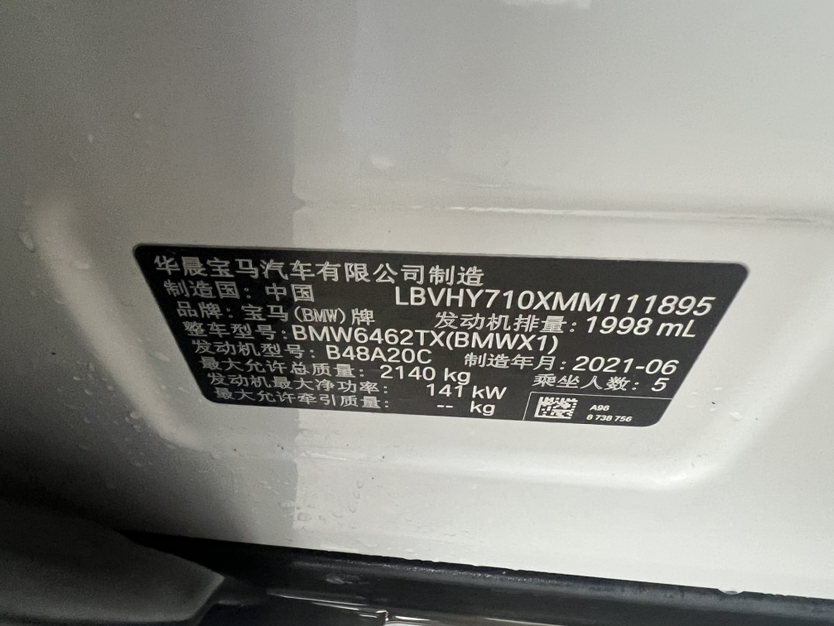 华晨宝马汽车有限公司制造
制造国：中国 LBVHY710XMM111895
品牌：宝马(BMW)牌 发动机排量：1998 mL
整车型号：BMW6462TX(BMWX1)
发动机型号：B48A20C 制造年月：2021-06
最大允许总质量：2140 kg 乘坐人数：5
发动机最大净功率：141 kW
最大允许牵引质量：-- kg
A96
8 738 756